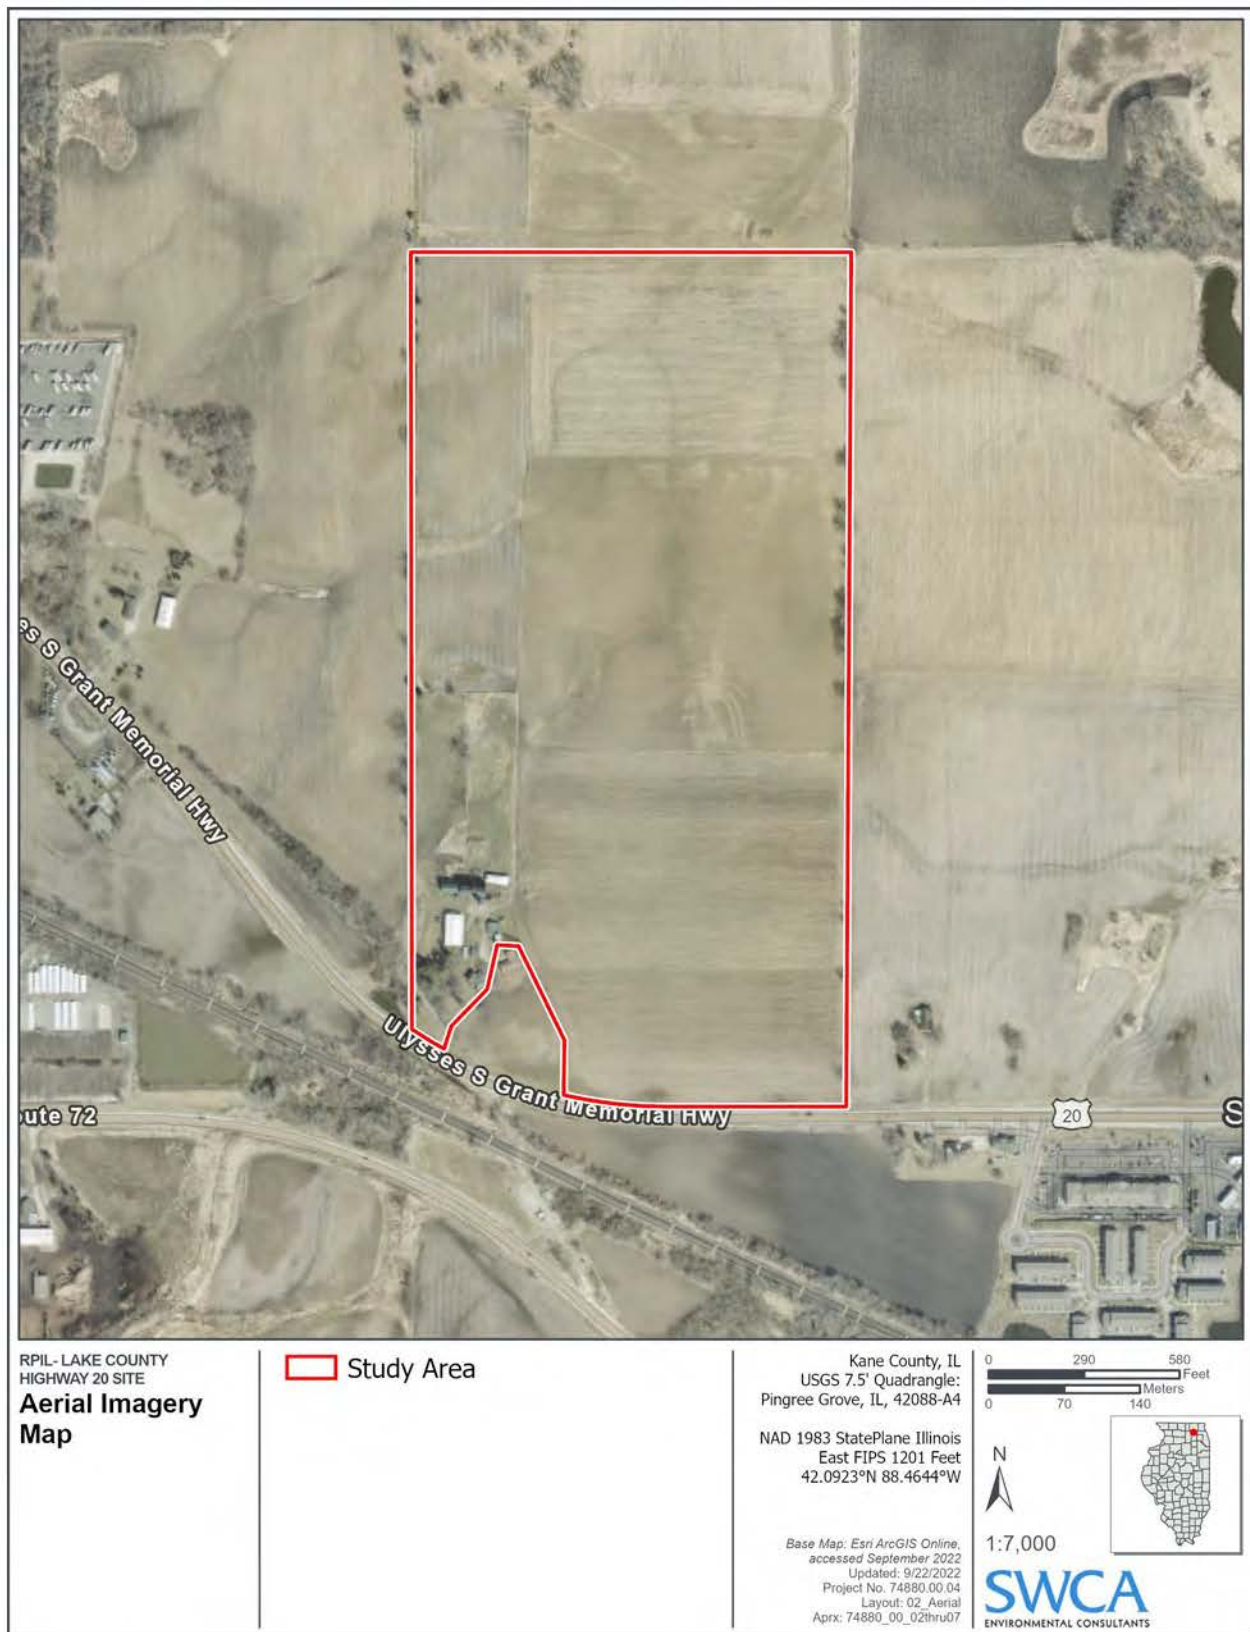 es S Grant Memorial Hwy
Ulysses S Grant Memorial Hwy
ute 72
20
S
RPIL- LAKE COUNTY
HIGHWAY 20 SITE
Aerial Imagery
Map
Study Area
Kane County, IL
USGS 7.5' Quadrangle:
Pingree Grove, IL, 42088-A4
NAD 1983 StatePlane Illinois
East FIPS 1201 Feet
42.0923°N 88.4644°W
Base Map: Esri ArcGIS Online,
accessed September 2022
Updated: 9/22/2022
Project No. 74880.00.04
Layout: 02_Aerial
Aprx: 74880_00_02thru07
0 290 580
Feet
Meters
0 70 140
N
1:7,000
SWCA
ENVIRONMENTAL CONSULTANTS